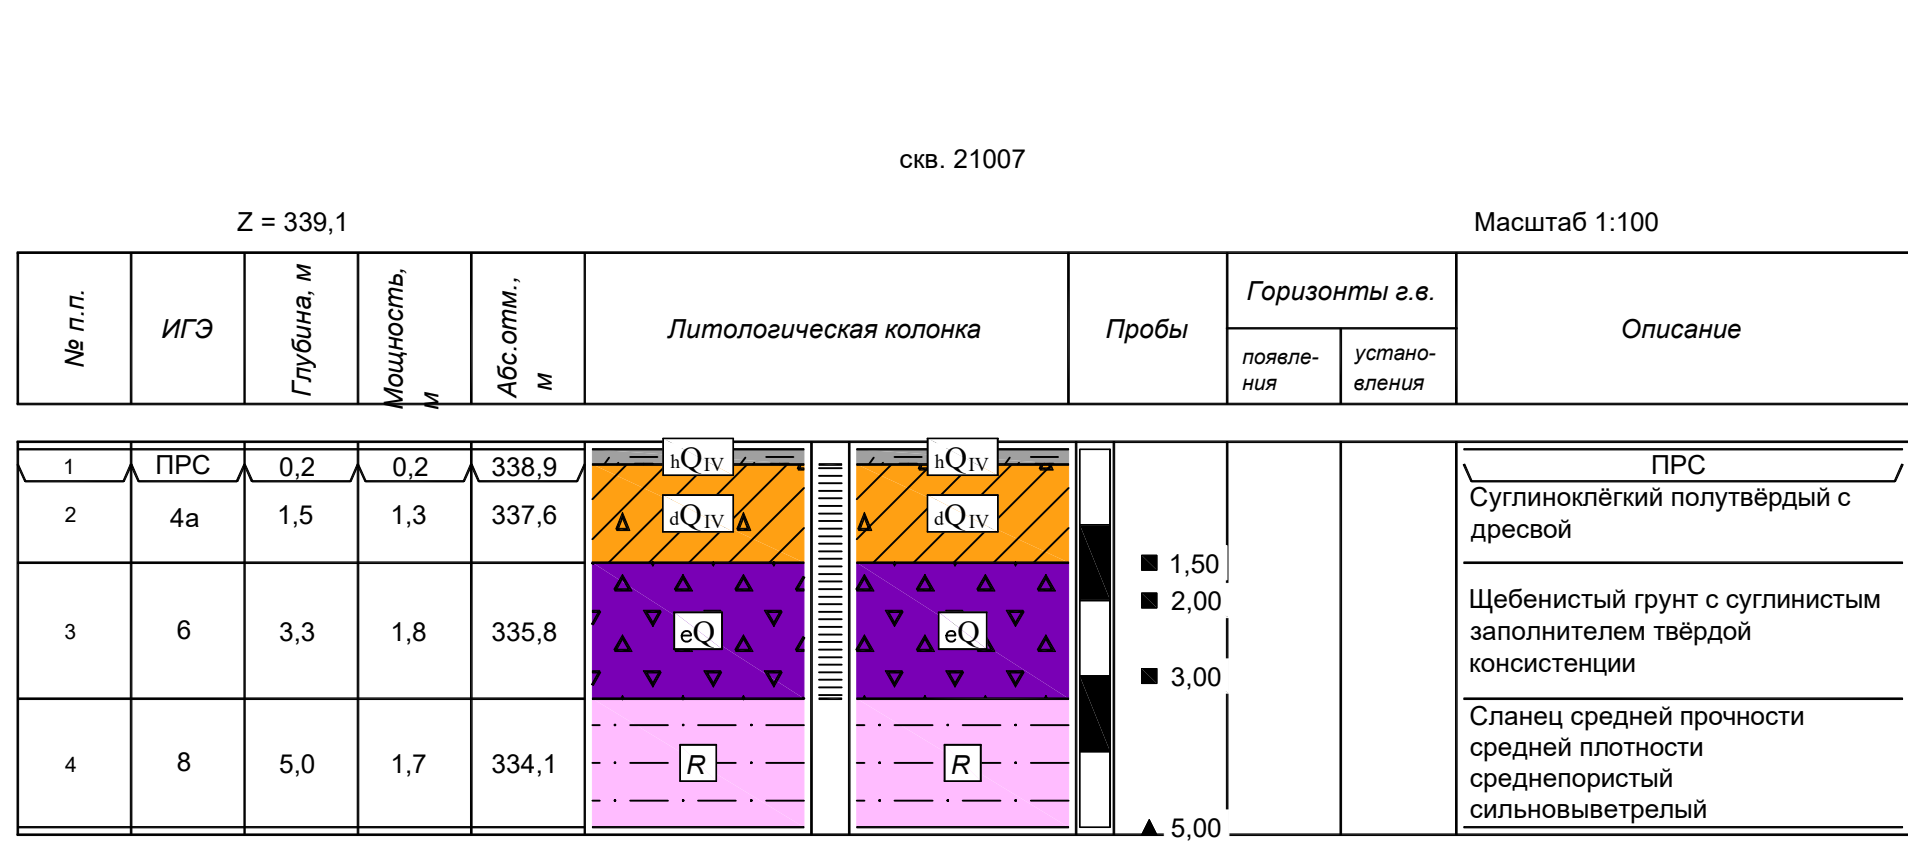 скв. 21007
Z = 339,1
Масштаб 1:100
№ п.п.
ИГЭ
Глубина, м
Мощность,
м
Абс.отм.,
м
Литологическая колонка
Пробы
Горизонты г.в.
появле-
ния
устано-
вления
Описание
1 ПРС 0,2 0,2 338,9 hQIV hQIV ПРС
2 4а 1,5 1,3 337,6 dQIV dQIV
Суглиноклёгкий полутвёрдый с
дресвой
1,50
2,00
3 6 3,3 1,8 335,8 eQ eQ
Щебенистый грунт с суглинистым
заполнителем твёрдой
консистенции
3,00
4 8 5,0 1,7 334,1 R R
Сланец средней прочности
средней плотности
среднепористый
сильновыветрелый
5,00